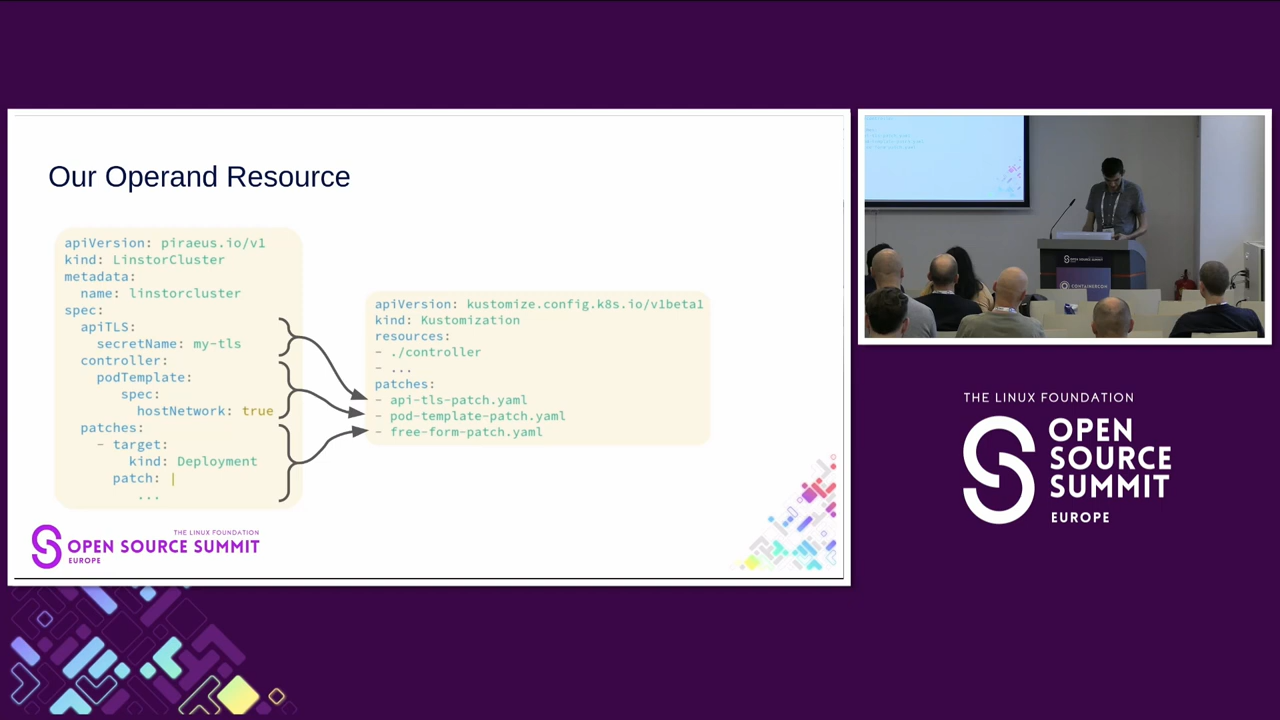 Our Operand Resource
apiVersion: piraeus.io/v1
kind: LinstorCluster
metadata:
name: linstorcluster
spec:
apiTLS:
secretName: my-tls
controller:
podTemplate:
spec:
hostNetwork: true
patches:
- target:
kind: Deployment
patch: |
...
apiVersion: kustomize.config.k8s.io/v1beta1
kind: Kustomization
resources:
- ./controller
- ...
patches:
- api-tls-patch.yaml
- pod-template-patch.yaml
- free-form-patch.yaml
THE LINUX FOUNDATION
OPEN SOURCE SUMMIT
EUROPE
CONTAINERCON
THE LINUX FOUNDATION
OPEN
SOURCE
SUMMIT
EUROPE